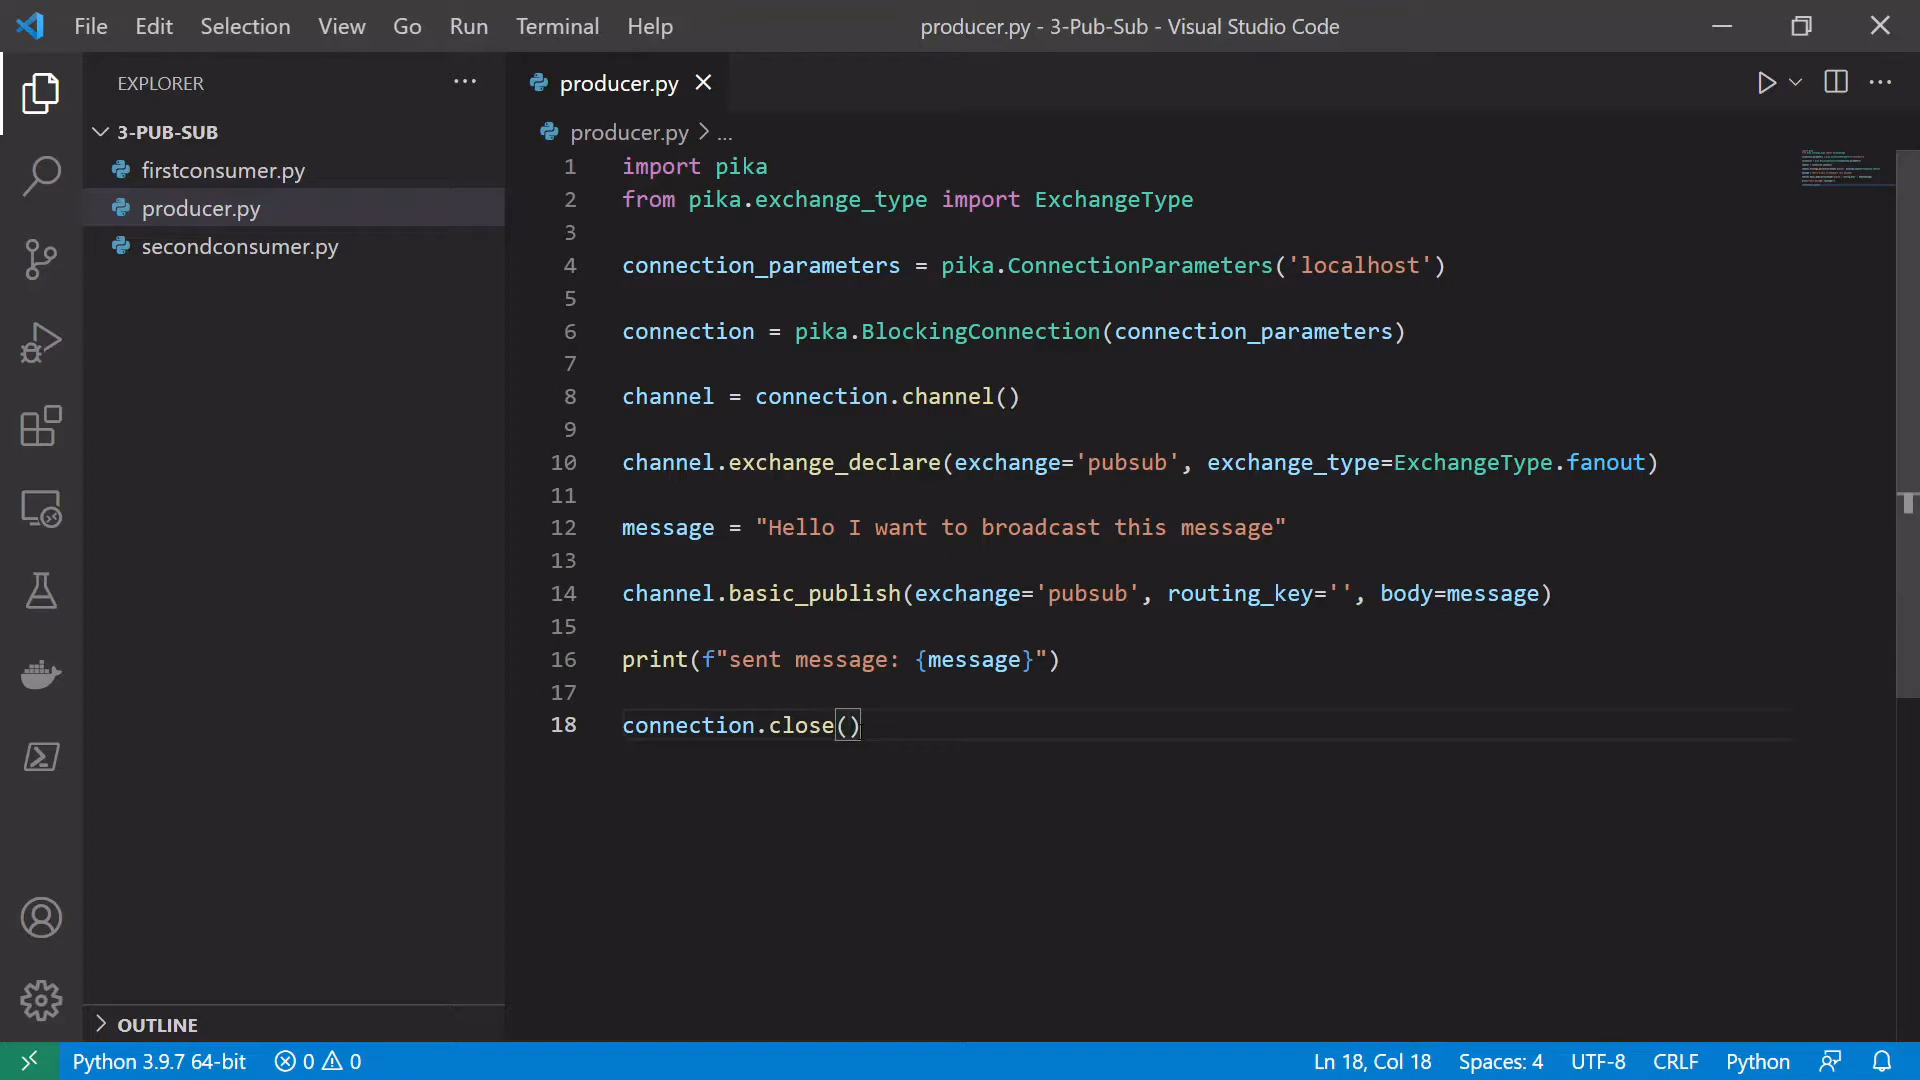 File Edit Selection View Go Run Terminal Help producer.py - 3-Pub-Sub - Visual Studio Code
EXPLORER
3-PUB-SUB
firstconsumer.py
producer.py
secondconsumer.py
OUTLINE
producer.py
producer.py > ...
1 import pika
2 from pika.exchange_type import ExchangeType
3
4 connection_parameters = pika.ConnectionParameters('localhost')
5
6 connection = pika.BlockingConnection(connection_parameters)
7
8 channel = connection.channel()
9
10 channel.exchange_declare(exchange='pubsub', exchange_type=ExchangeType.fanout)
11
12 message = "Hello I want to broadcast this message"
13
14 channel.basic_publish(exchange='pubsub', routing_key='', body=message)
15
16 print(f"sent message: {message}")
17
18 connection.close()
Python 3.9.7 64-bit 0 0 Ln 18, Col 18 Spaces: 4 UTF-8 CRLF Python